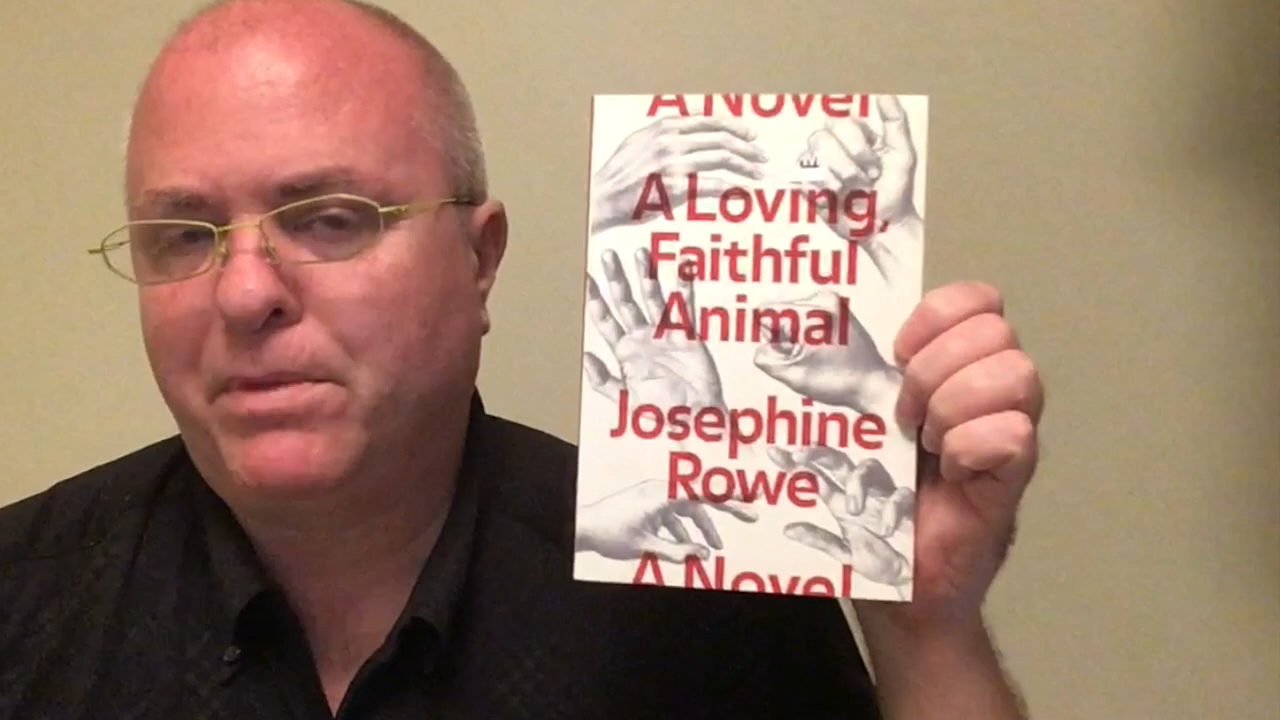 A Novel
A Loving,
Faithful
Animal
Josephine
Rowe
A Novel